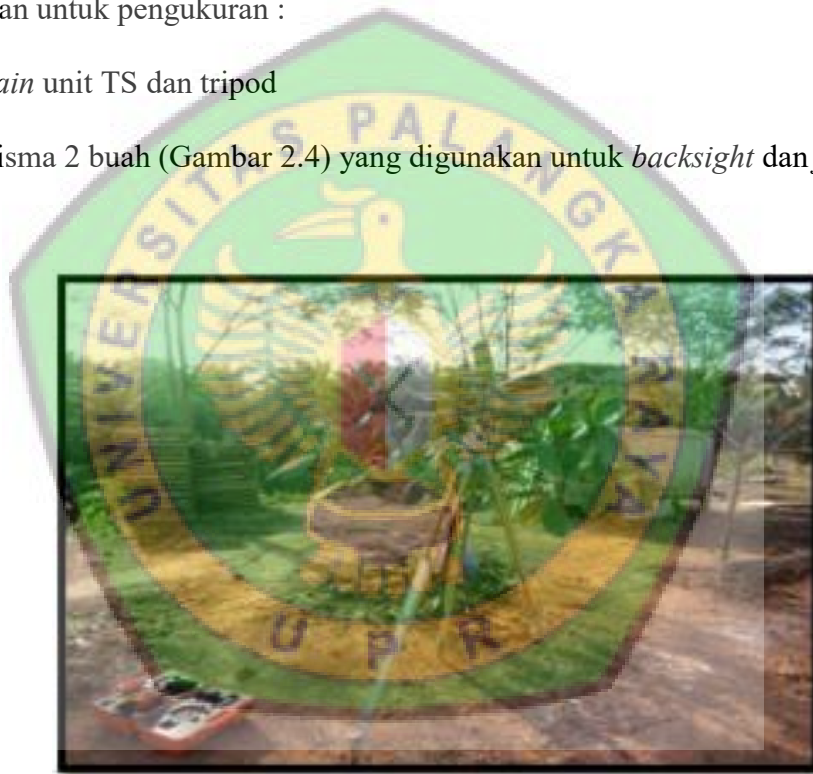 an untuk pengukuran :
ain unit TS dan tripod
isma 2 buah (Gambar 2.4) yang digunakan untuk backsight dan
UNIVERSITAS PALANGKA RAYA
UPR